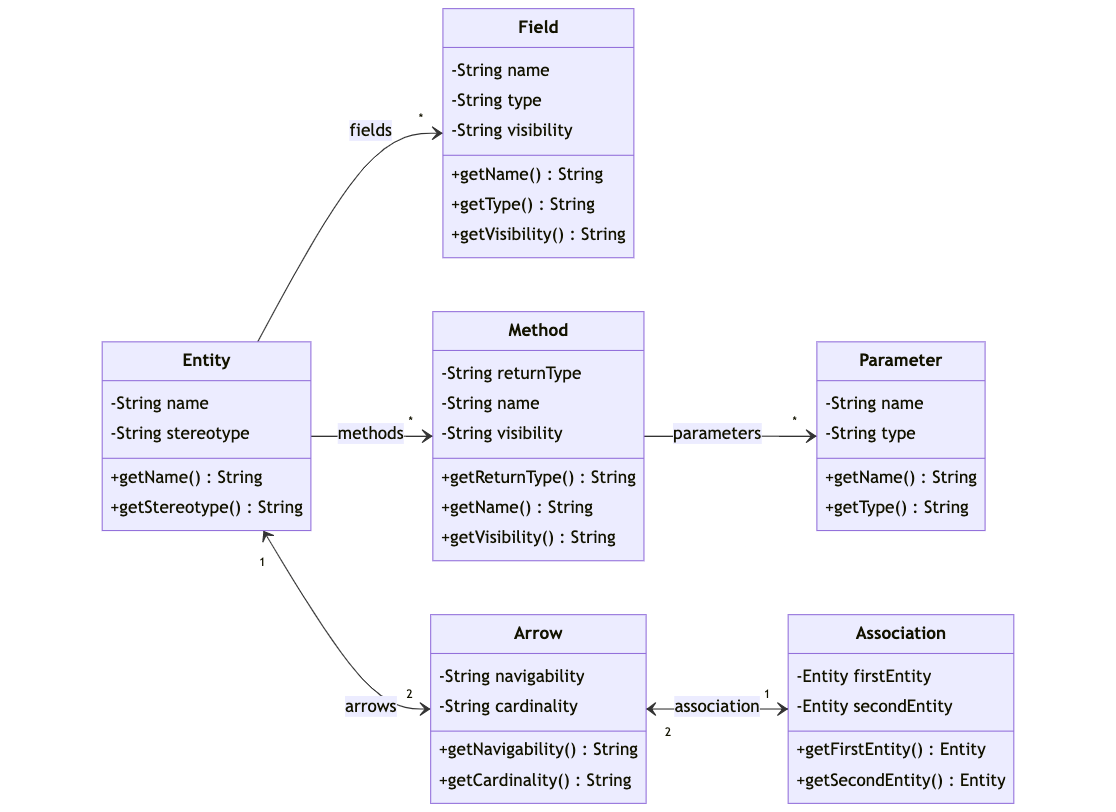 Field
-String name
-String type
-String visibility
+getName() : String
+getType() : String
+getVisibility() : String
fields
*
Entity
-String name
-String stereotype
+getName() : String
+getStereotype() : String
methods
*
Method
-String returnType
-String name
-String visibility
+getReturnType() : String
+getName() : String
+getVisibility() : String
parameters
*
Parameter
-String name
-String type
+getName() : String
+getType() : String
1
arrows
2
Arrow
-String navigability
-String cardinality
+getNavigability() : String
+getCardinality() : String
association
1
2
Association
-Entity firstEntity
-Entity secondEntity
+getFirstEntity() : Entity
+getSecondEntity() : Entity